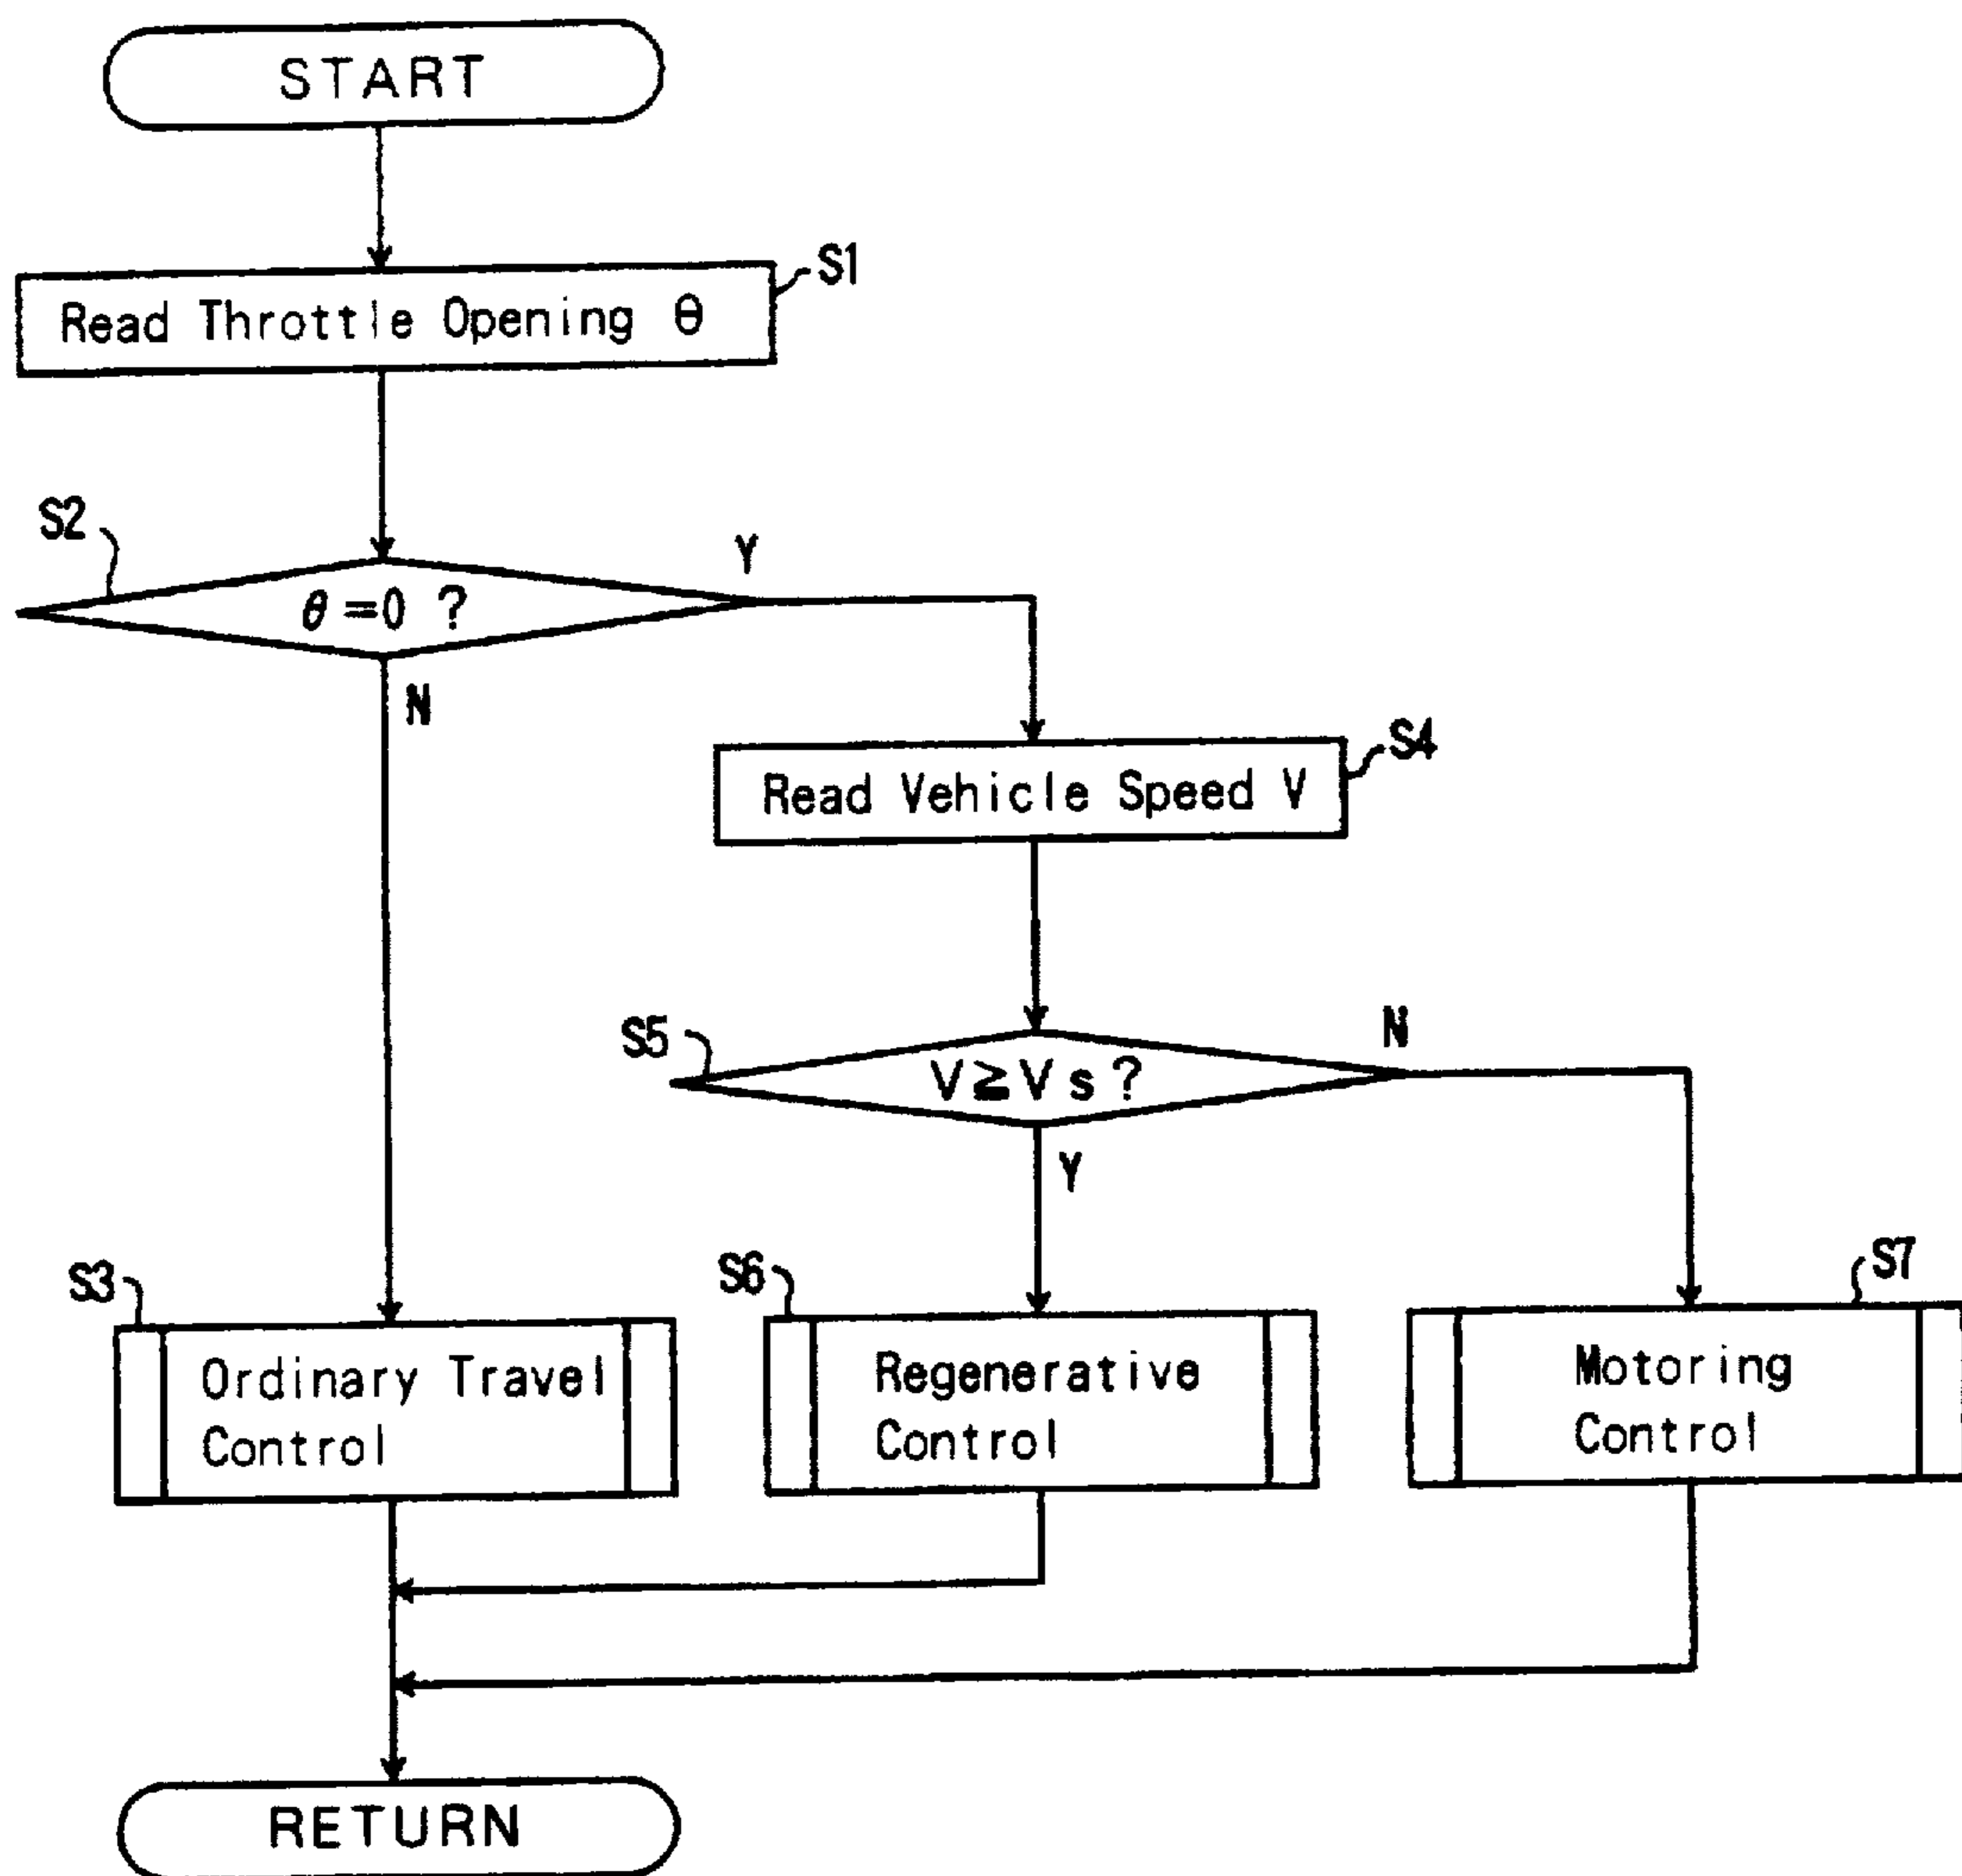 START
S1
Read Throttle Opening θ
S2
Y
θ=0 ?
N
S4
Read Vehicle Speed V
S5
N
V≧Vs?
Y
S3
S6
S7
Ordinary Travel
Control
Regenerative
Control
Motoring
Control
RETURN